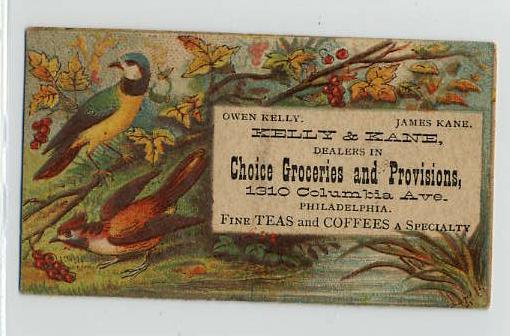 OWEN KELLY. JAMES KANE.
KELLY & KANE,
DEALERS IN
Choice Groceries and Provisions,
1310 Columbia Ave.
PHILADELPHIA.
FINE TEAS and COFFEES A SPECIALTY